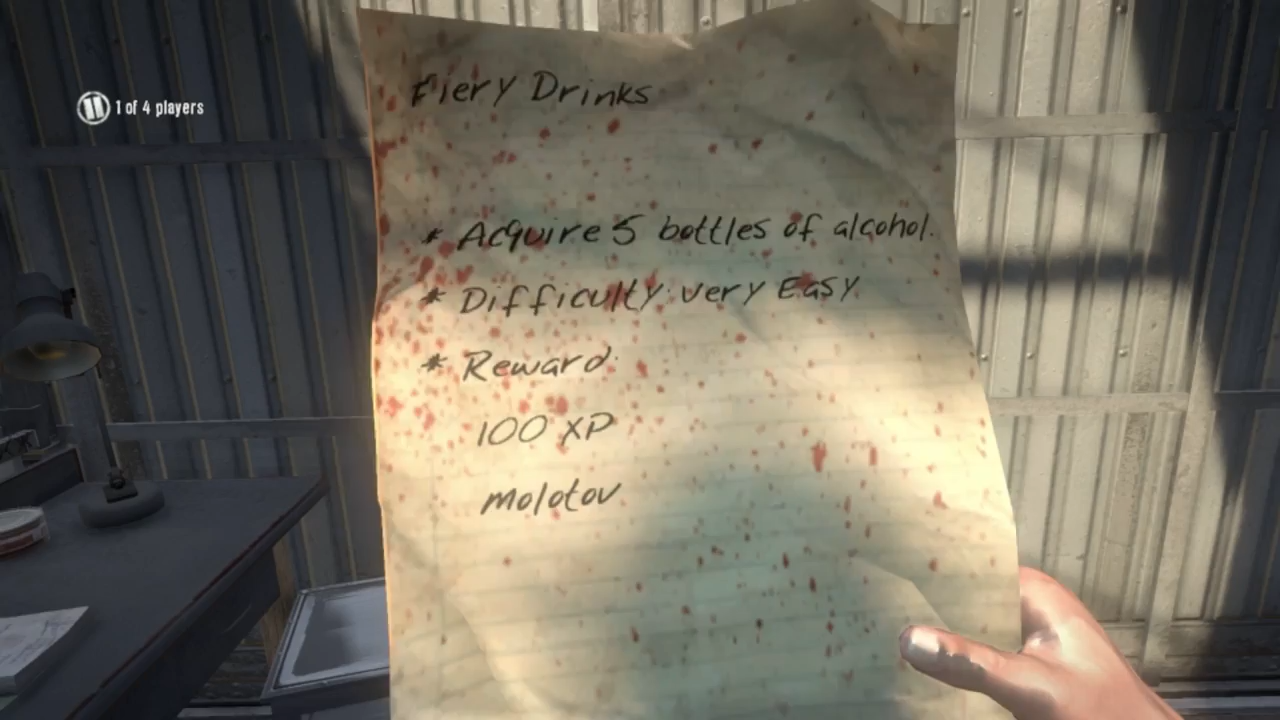 1 of 4 players
Fiery Drinks
* Acquire 5 bottles of alcohol.
* Difficulty: very Easy
* Reward:
100 XP
molotov